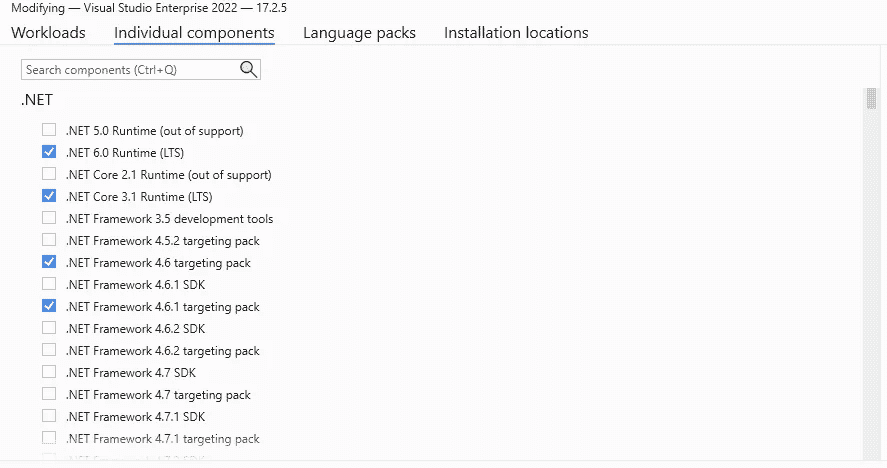 Modifying — Visual Studio Enterprise 2022 — 17.2.5
Workloads Individual components Language packs Installation locations
Search components (Ctrl+Q)
.NET
.NET 5.0 Runtime (out of support)
.NET 6.0 Runtime (LTS)
.NET Core 2.1 Runtime (out of support)
.NET Core 3.1 Runtime (LTS)
.NET Framework 3.5 development tools
.NET Framework 4.5.2 targeting pack
.NET Framework 4.6 targeting pack
.NET Framework 4.6.1 SDK
.NET Framework 4.6.1 targeting pack
.NET Framework 4.6.2 SDK
.NET Framework 4.6.2 targeting pack
.NET Framework 4.7 SDK
.NET Framework 4.7 targeting pack
.NET Framework 4.7.1 SDK
.NET Framework 4.7.1 targeting pack